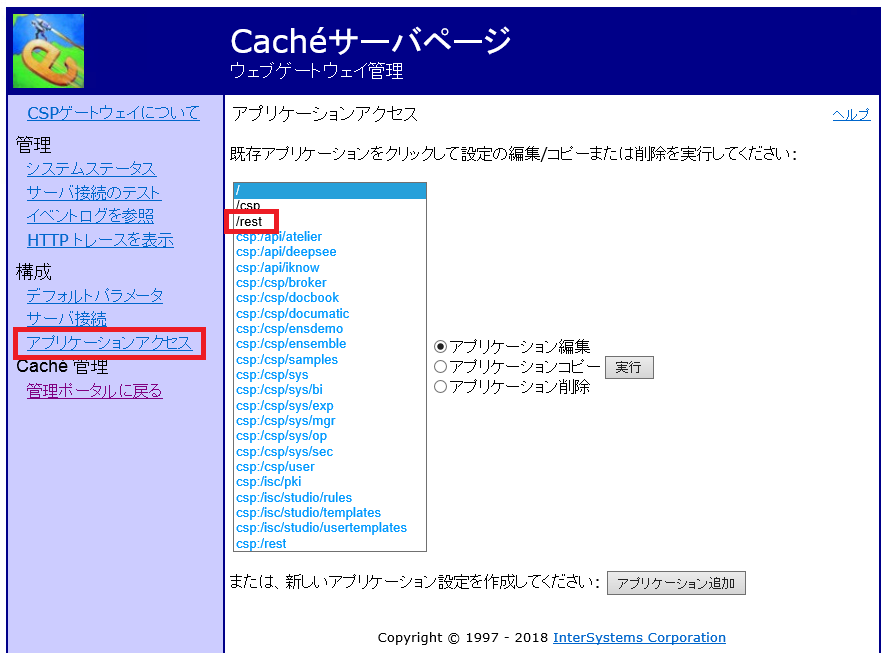 Cachéサーバページ
ウェブゲートウェイ管理
CSPゲートウェイについて
管理
システムステータス
サーバ接続のテスト
イベントログを参照
HTTPトレースを表示
構成
デフォルトパラメータ
サーバ接続
アプリケーションアクセス
Caché 管理
管理ポータルに戻る
アプリケーションアクセス
ヘルプ
既存アプリケーションをクリックして設定の編集/コピーまたは削除を実行してください:
/
/csp
/rest
csp:/api/atelier
csp:/api/deepsee
csp:/api/iknow
csp:/csp/broker
csp:/csp/docbook
csp:/csp/documatic
csp:/csp/ensdemo
csp:/csp/ensemble
csp:/csp/samples
csp:/csp/sys
csp:/csp/sys/bi
csp:/csp/sys/exp
csp:/csp/sys/mgr
csp:/csp/sys/op
csp:/csp/sys/sec
csp:/csp/user
csp:/isc/pki
csp:/isc/studio/rules
csp:/isc/studio/templates
csp:/isc/studio/usertemplates
csp:/rest
アプリケーション編集
アプリケーションコピー
アプリケーション削除
実行
または、新しいアプリケーション設定を作成してください: アプリケーション追加
Copyright © 1997 - 2018 InterSystems Corporation